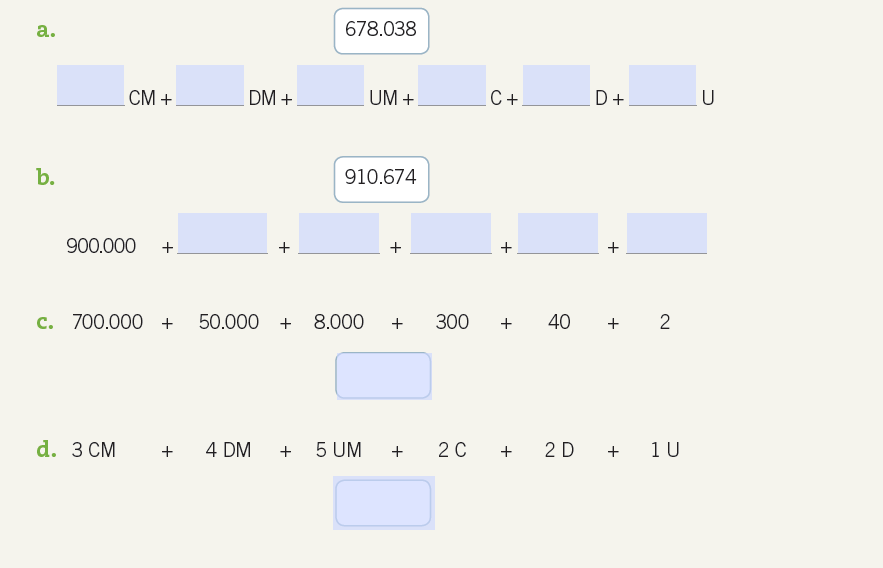 a. 678.038
CM + DM + UM + C + D + U
b. 910.674
900.000 + + + + +
c. 700.000 + 50.000 + 8.000 + 300 + 40 + 2
d. 3 CM + 4 DM + 5 UM + 2 C + 2 D + 1 U